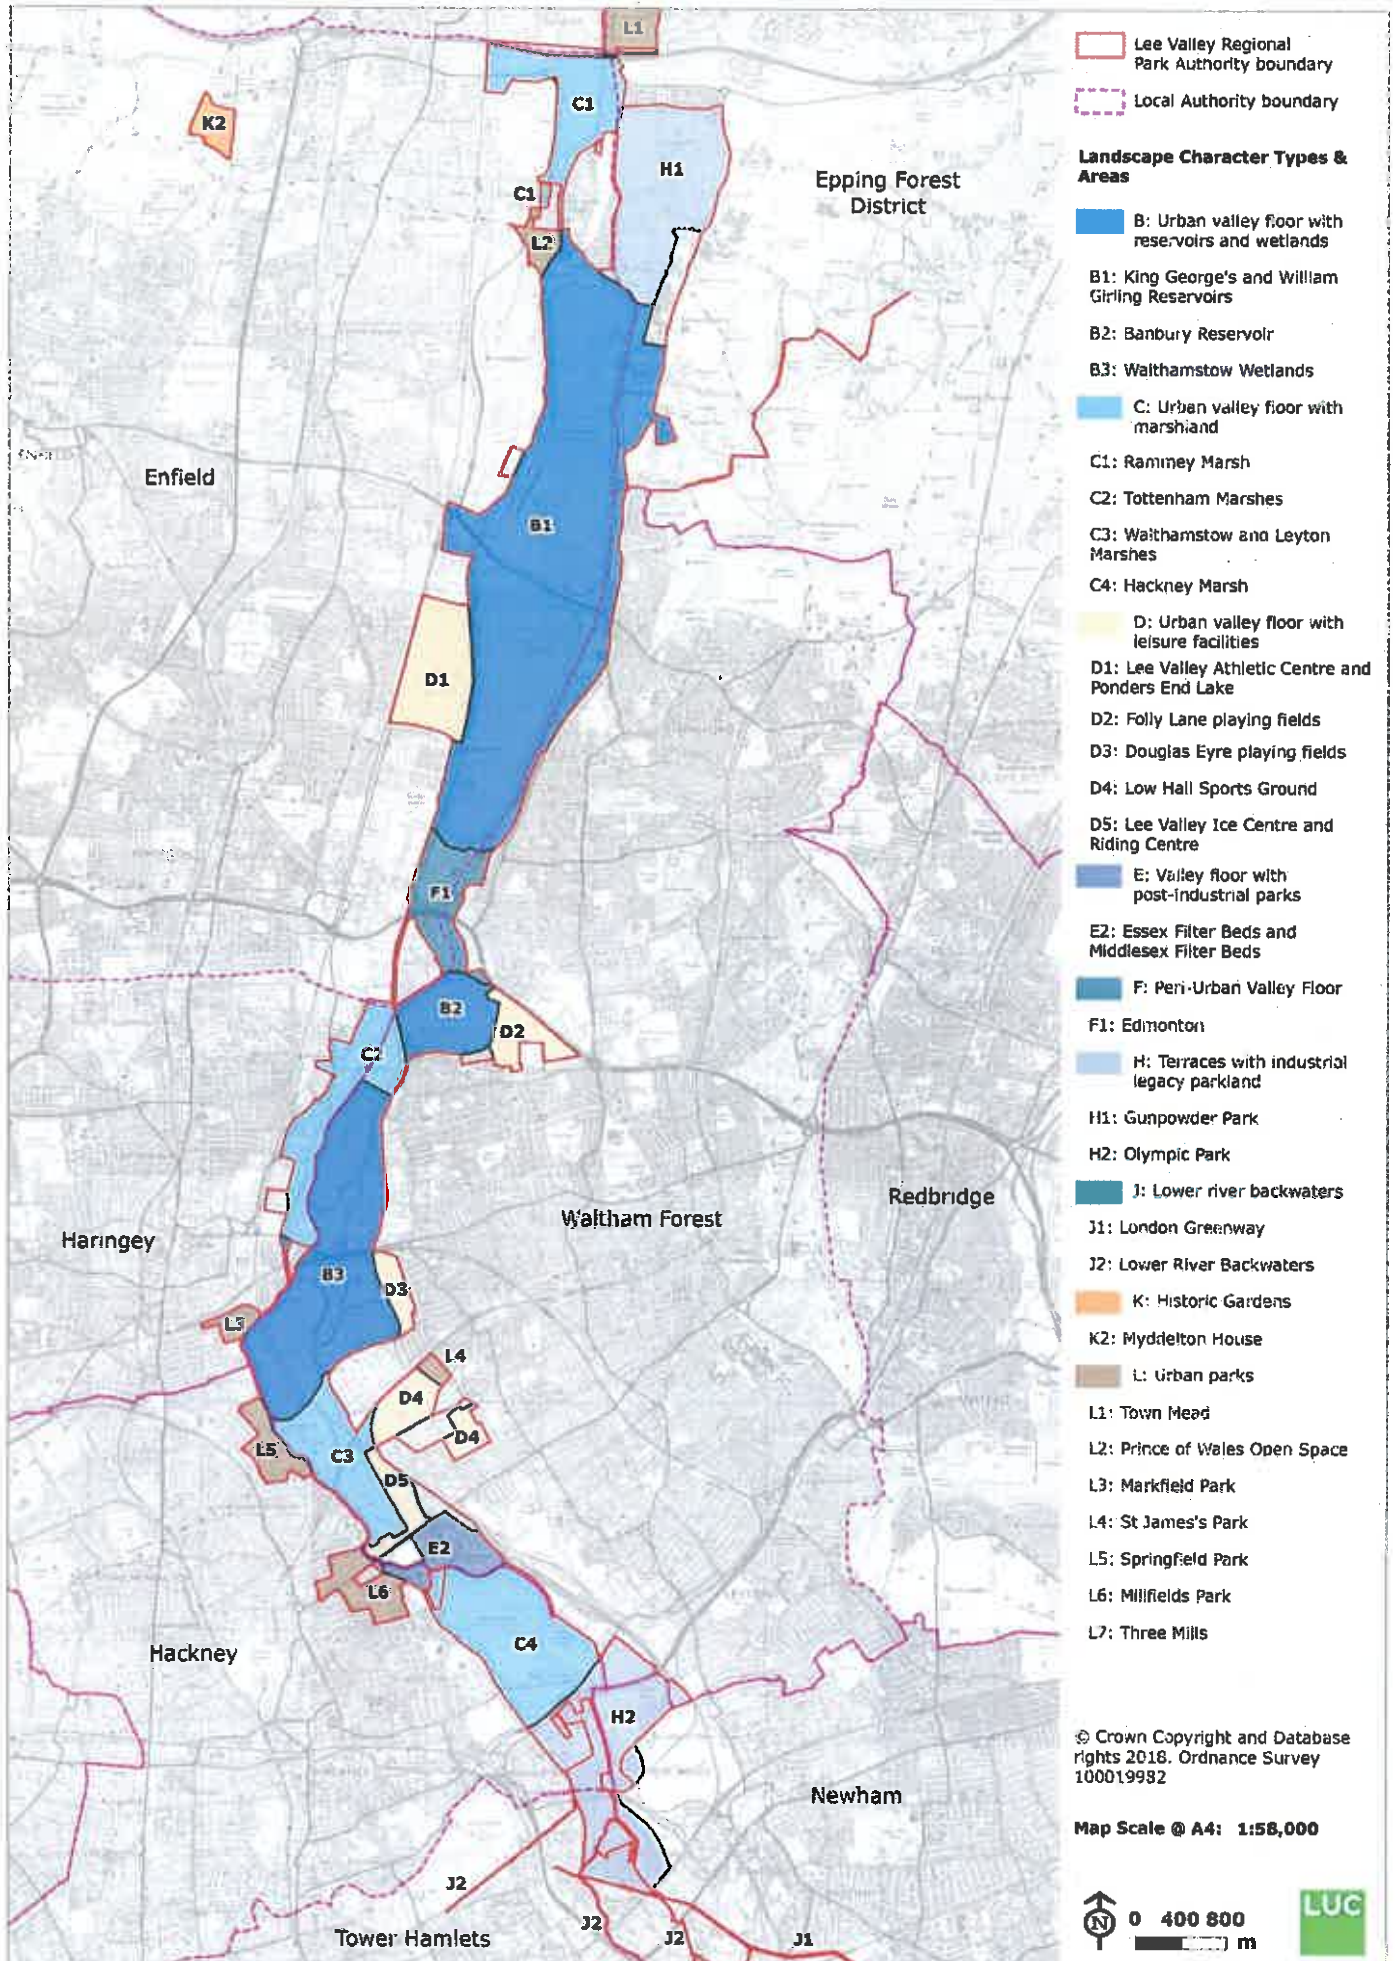 L1
C1
K2
H1
C1
L2
Epping Forest
District
Enfield
B1
D1
F1
B2
D2
C2
Redbridge
Waltham Forest
Haringey
B3
D3
L3
L4
D4
D4
L5
C3
D5
E2
L6
C4
Hackney
H2
Newham
J2
J2
J2
J1
Tower Hamlets
Lee Valley Regional
Park Authority boundary
Local Authority boundary
Landscape Character Types &
Areas
B: Urban valley floor with
reservoirs and wetlands
B1: King George's and William
Girling Reservoirs
B2: Banbury Reservoir
B3: Walthamstow Wetlands
C: Urban valley floor with
marshland
C1: Rammey Marsh
C2: Tottenham Marshes
C3: Walthamstow and Leyton
Marshes
C4: Hackney Marsh
D: Urban valley floor with
leisure facilities
D1: Lee Valley Athletic Centre and
Ponders End Lake
D2: Folly Lane playing fields
D3: Douglas Eyre playing fields
D4: Low Hall Sports Ground
D5: Lee Valley Ice Centre and
Riding Centre
E: Valley floor with
post-industrial parks
E2: Essex Filter Beds and
Middlesex Filter Beds
F: Peri-Urban Valley Floor
F1: Edmonton
H: Terraces with industrial
legacy parkland
H1: Gunpowder Park
H2: Olympic Park
J: Lower river backwaters
J1: London Greenway
J2: Lower River Backwaters
K: Historic Gardens
K2: Myddelton House
L: Urban parks
L1: Town Mead
L2: Prince of Wales Open Space
L3: Markfield Park
L4: St James's Park
L5: Springfield Park
L6: Millfields Park
L7: Three Mills
© Crown Copyright and Database
rights 2018. Ordnance Survey
100019982
Map Scale @ A4: 1:58,000
N
0 400 800
m
LUC